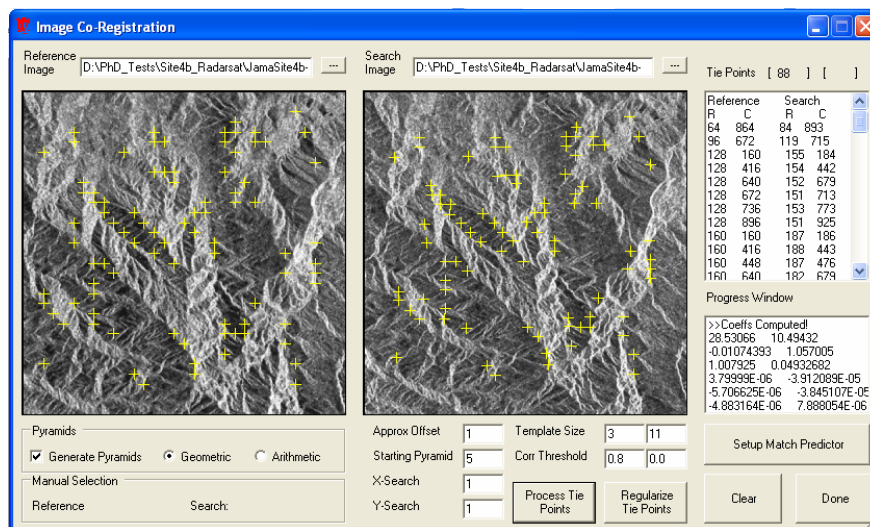 Image Co-Registration
Reference Image D:\PhD_Tests\Site4b_Radarsat\JamaSite4b- ...
Search Image D:\PhD_Tests\Site4b_Radarsat\JamaSite4b- ...
Tie Points [ 88 ] [ ]
Reference Search
R C R C
64 864 84 893
96 672 119 715
128 160 155 184
128 416 154 442
128 640 152 679
128 672 151 713
128 736 153 773
128 896 151 925
160 160 187 186
160 416 188 443
160 448 187 476
160 640 182 679
Progress Window
>>Coeffs Computed!
28.53066 10.49432
-0.01074393 1.057005
1.007925 0.04932682
3.79999E-06 -3.912089E-05
-5.706625E-06 -3.845107E-05
-4.883164E-06 7.888054E-06
Pyramids
Generate Pyramids Geometric Arithmetic
Manual Selection
Reference Search:
Approx Offset 1
Starting Pyramid 5
X-Search 1
Y-Search 1
Template Size 3 11
Corr Threshold 0.8 0.0
Process Tie Points
Regularize Tie Points
Setup Match Predictor
Clear
Done